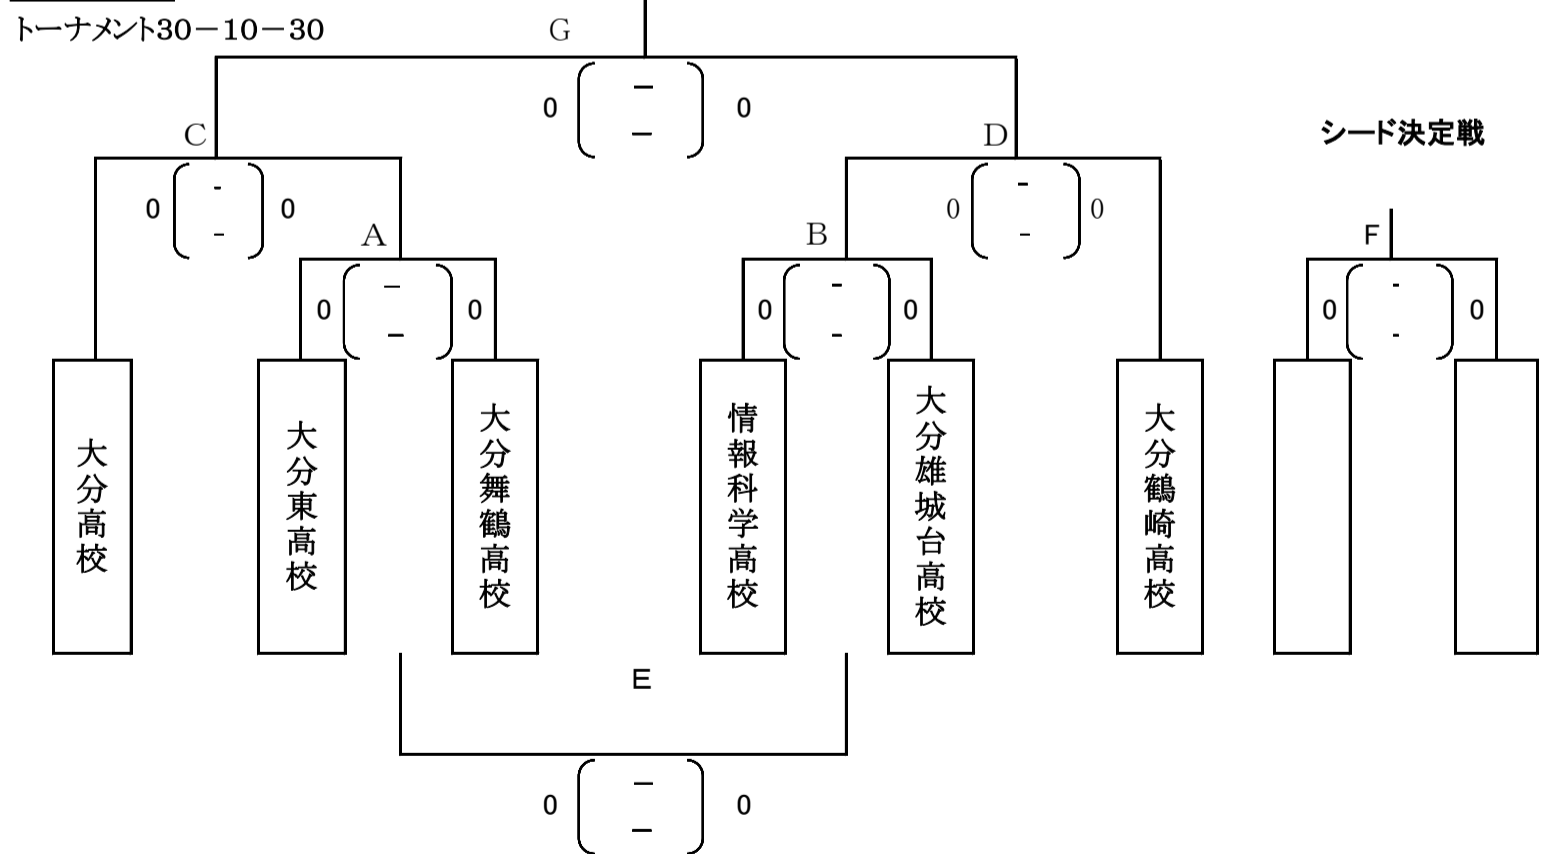 トーナメント30－10－30
G
0 － 0
－
C
D
シード決定戦
0 - 0
-
0 - 0
-
A
B
F
0 － 0
－
0 - 0
-
0 - 0
-
大分高校
大分東高校
大分舞鶴高校
情報科学高校
大分雄城台高校
大分鶴崎高校
E
0 － 0
－